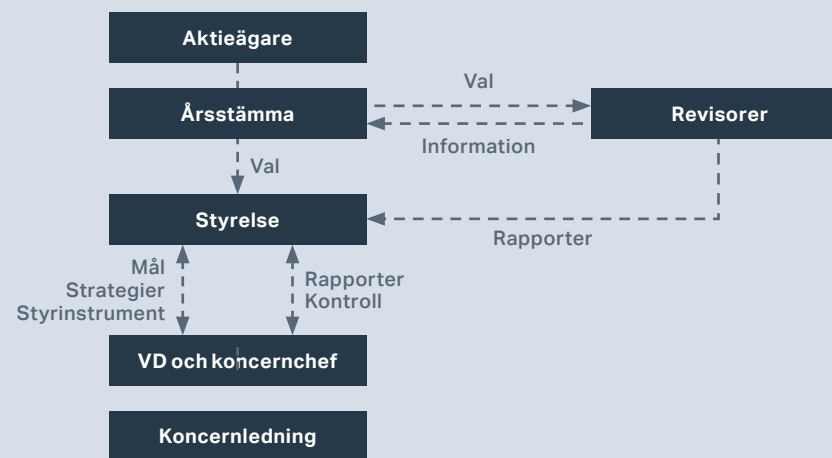 Aktieägare
Årsstämma
Val
Revisorer
Information
Val
Styrelse
Rapporter
Mål
Strategier
Styrinstrument
Rapporter
Kontroll
VD och koncernchef
Koncernledning